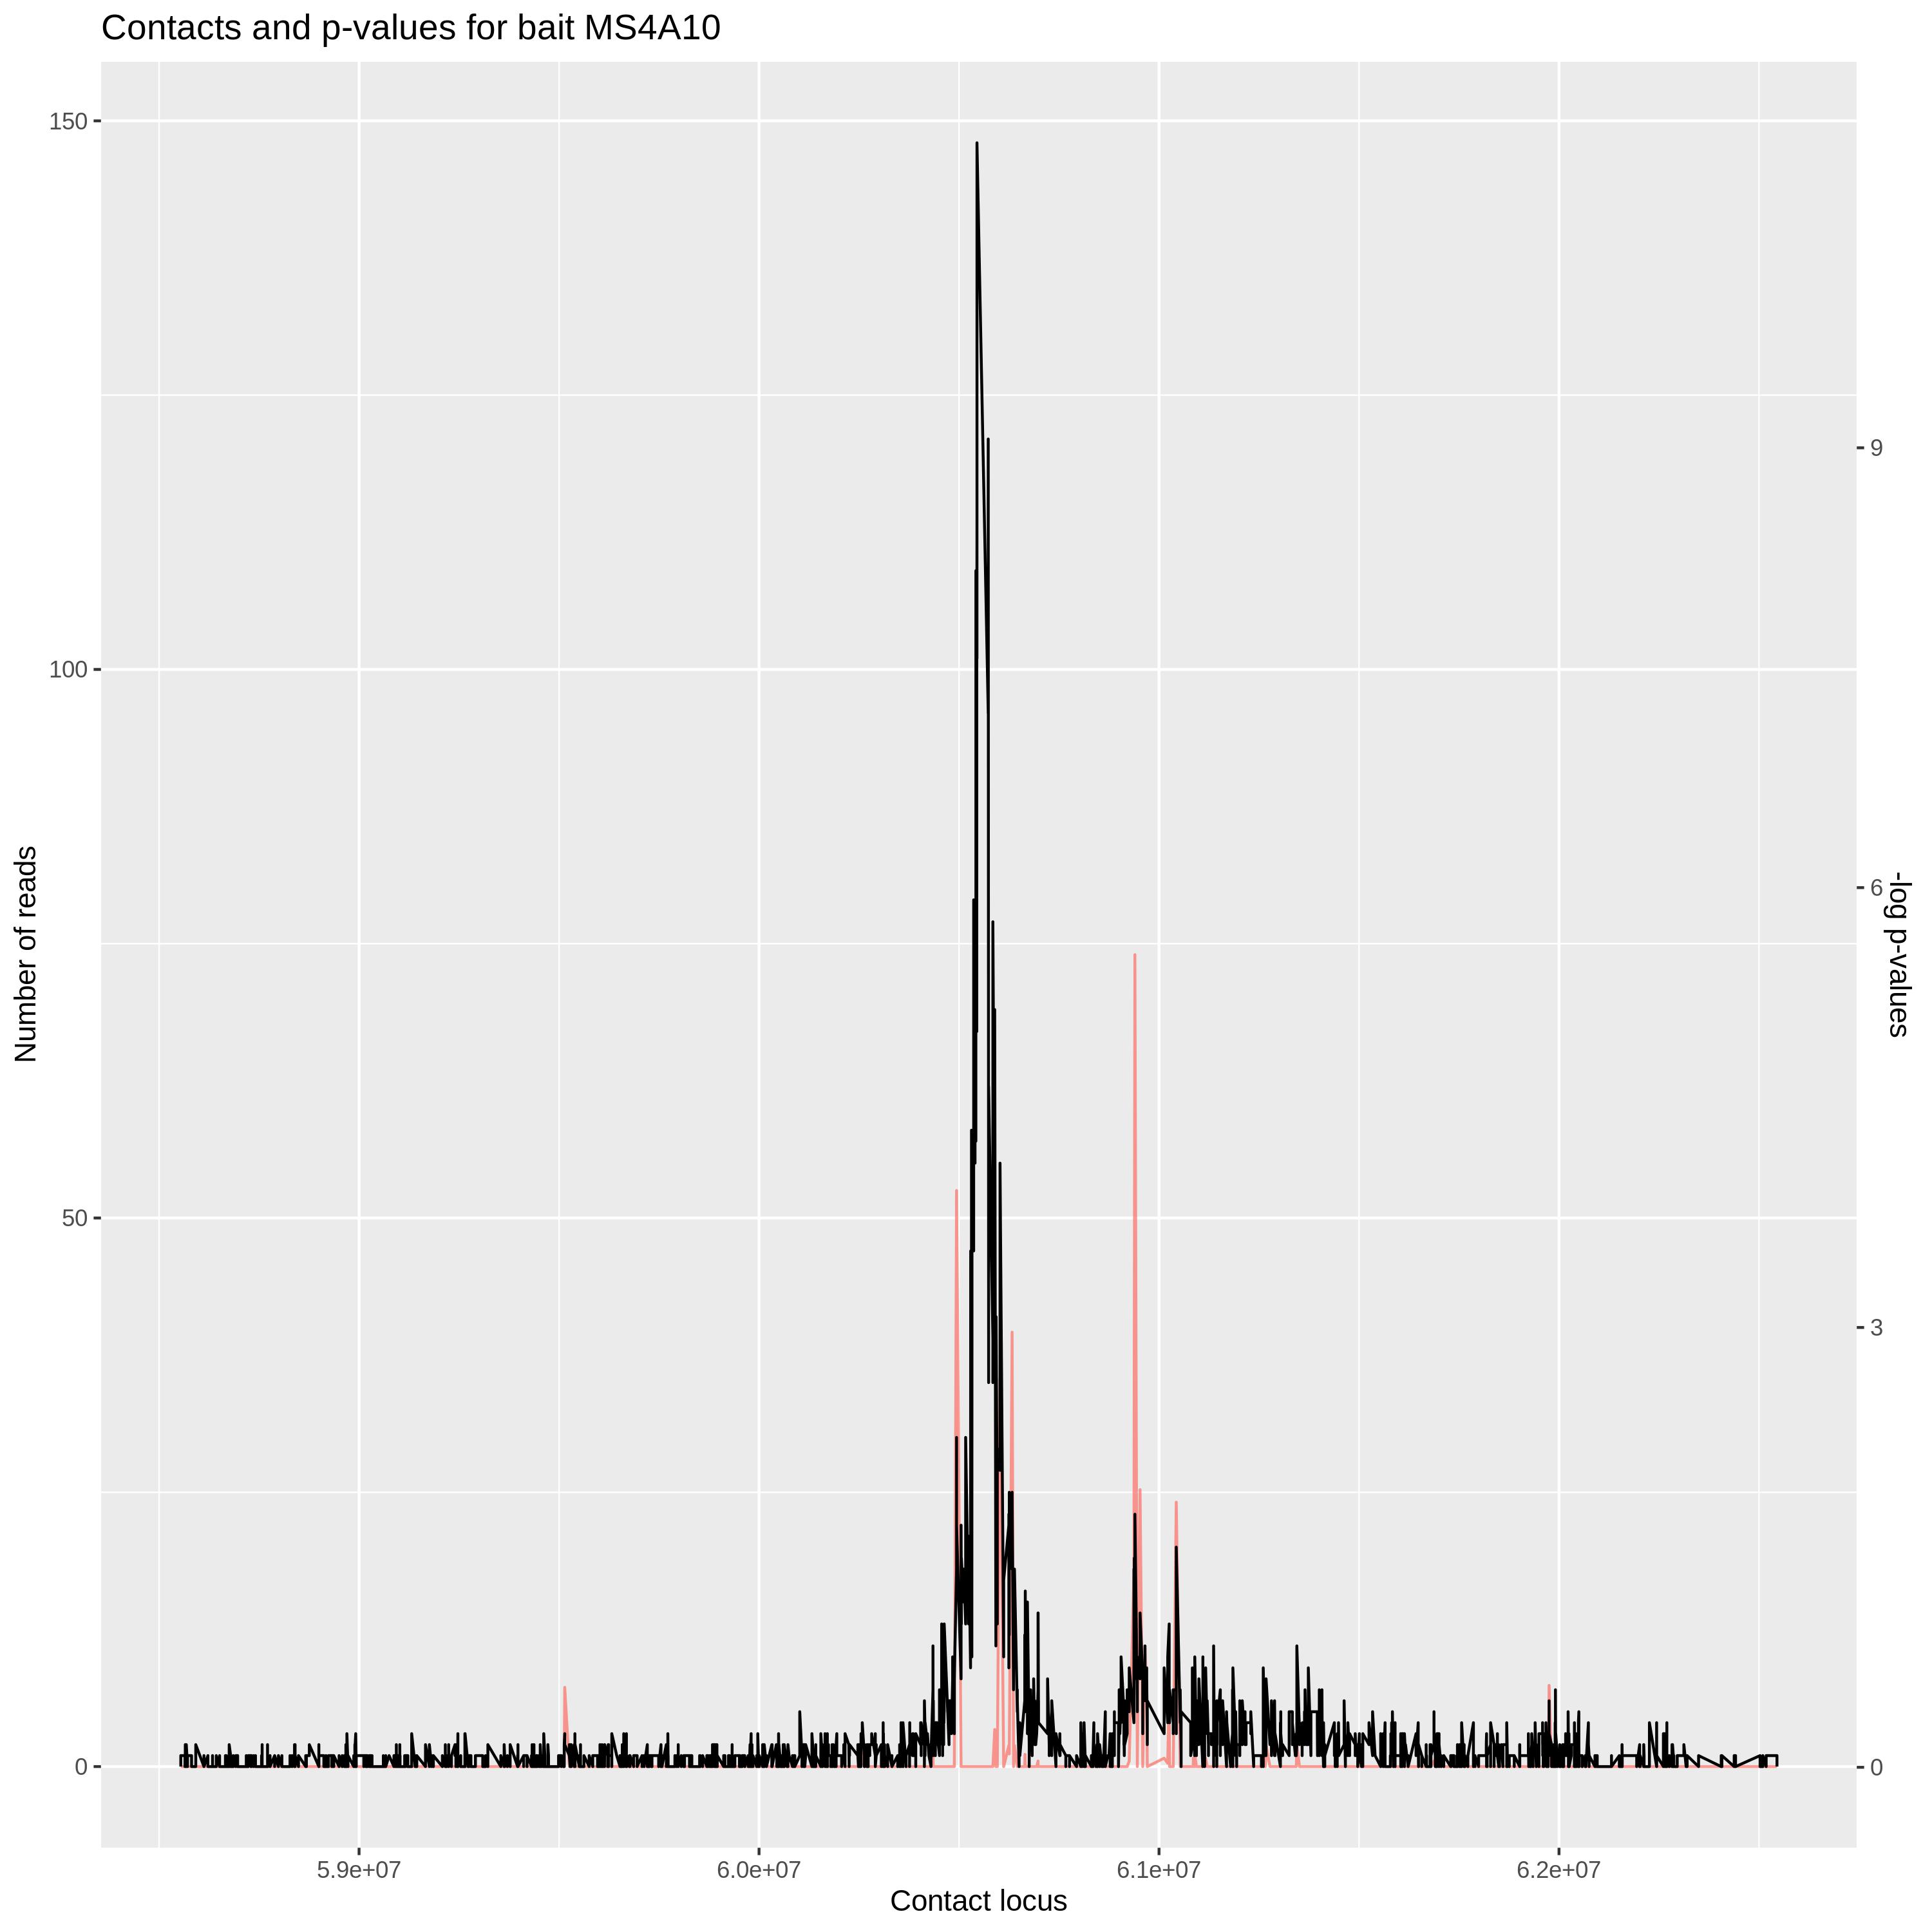 Contacts and p-values for bait MS4A10
150
100
50
0
Number of reads
9
6
3
0
-log p-values
5.9e+07
6.0e+07
6.1e+07
6.2e+07
Contact locus